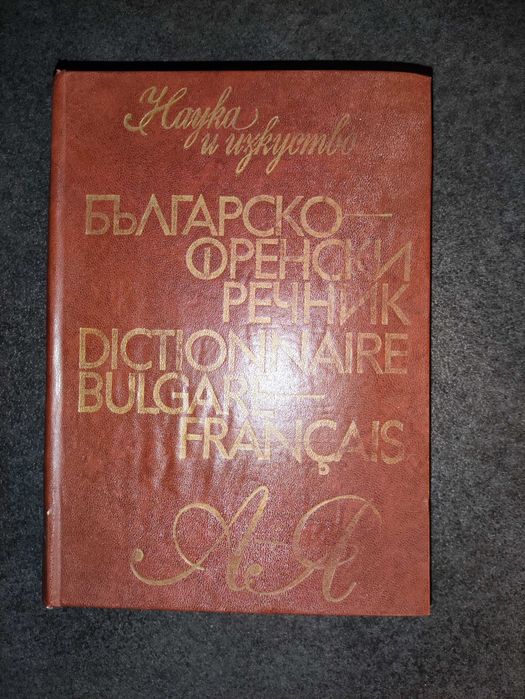 Наука
и изкуство
БЪЛГАРСКО—
ФРЕНСКИ
РЕЧНИК
DICTIONNAIRE
BULGARE—
FRANÇAIS
А-Я